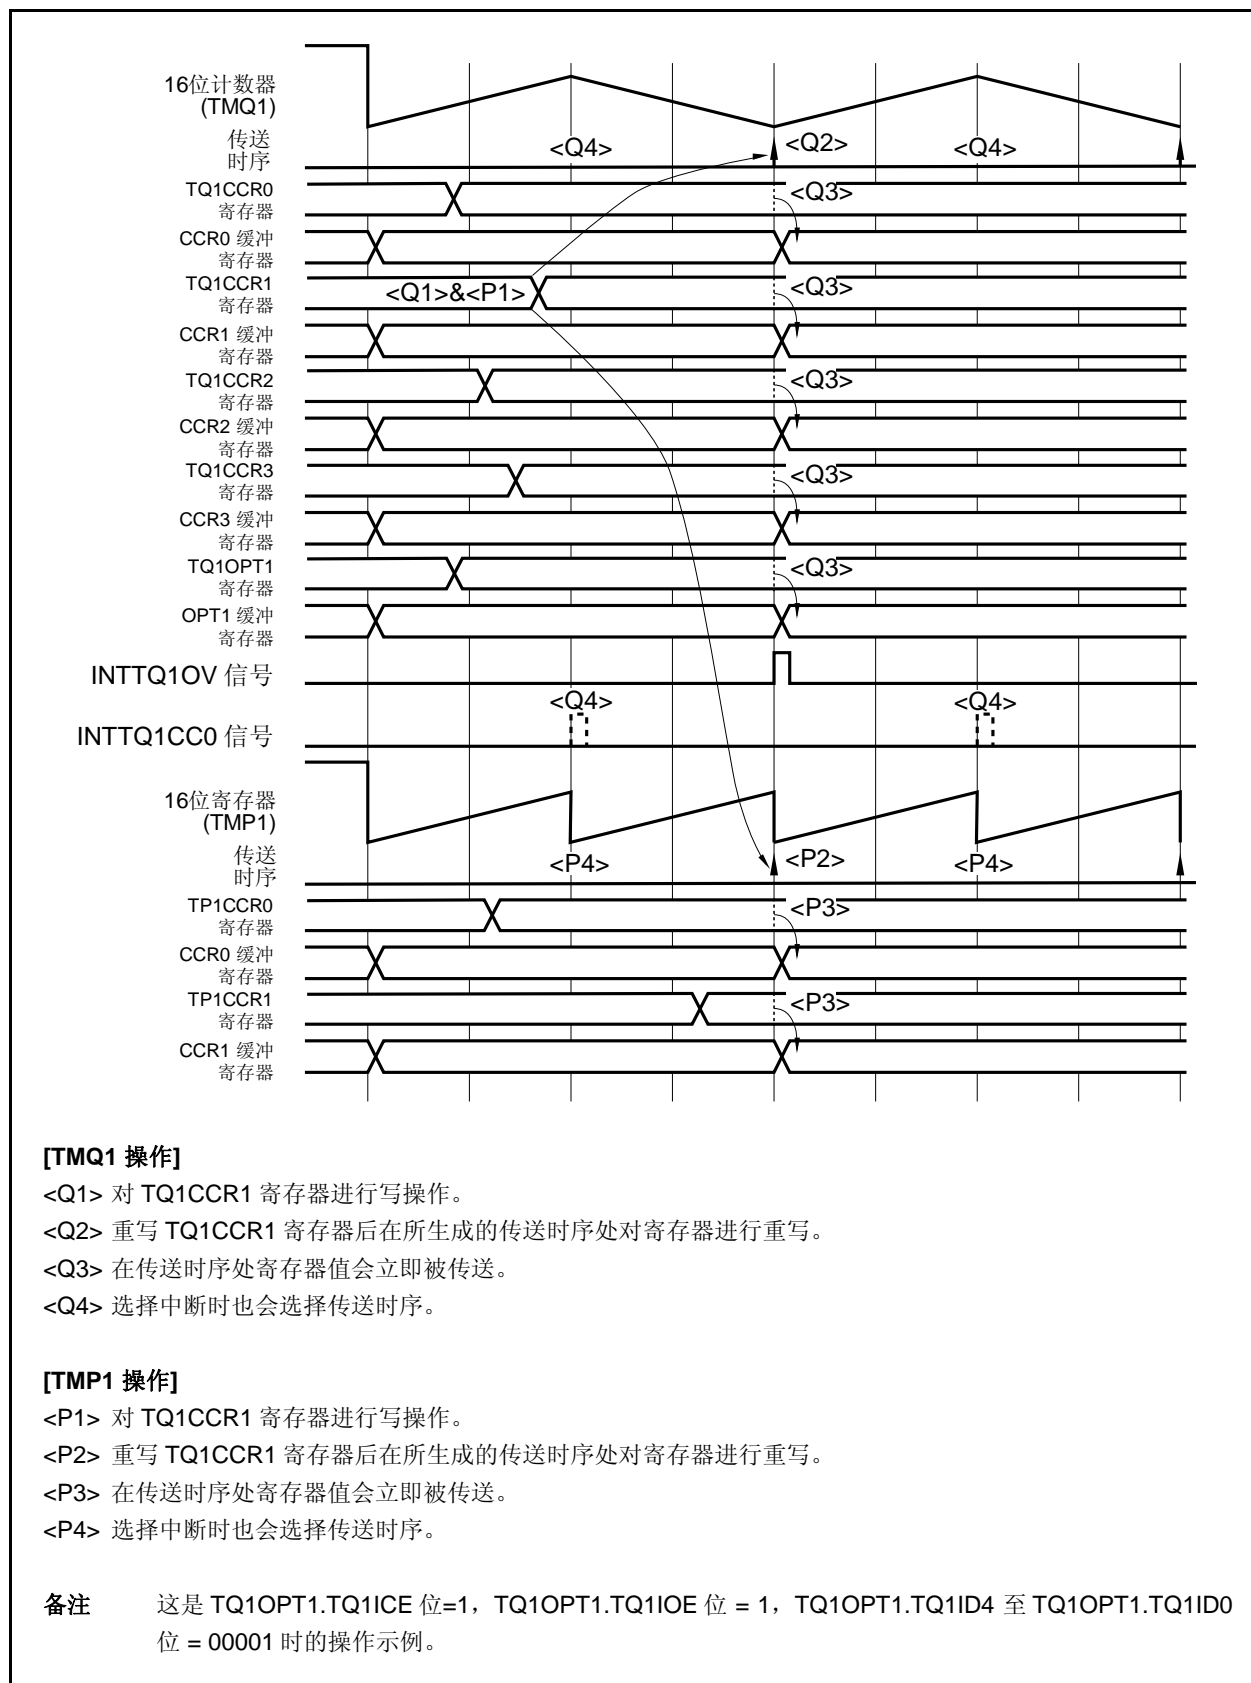 16位计数器
(TMQ1)
传送
时序
<Q4>
<Q2>
<Q4>
TQ1CCR0
寄存器
<Q3>
CCR0 缓冲
寄存器
TQ1CCR1
寄存器
<Q1>&<P1>
<Q3>
CCR1 缓冲
寄存器
TQ1CCR2
寄存器
<Q3>
CCR2 缓冲
寄存器
TQ1CCR3
寄存器
<Q3>
CCR3 缓冲
寄存器
TQ1OPT1
寄存器
<Q3>
OPT1 缓冲
寄存器
INTTQ1OV 信号
<Q4>
<Q4>
INTTQ1CC0 信号
16位寄存器
(TMP1)
传送
时序
<P4>
<P2>
<P4>
TP1CCR0
寄存器
<P3>
CCR0 缓冲
寄存器
TP1CCR1
寄存器
<P3>
CCR1 缓冲
寄存器
[TMQ1 操作]
<Q1> 对 TQ1CCR1 寄存器进行写操作。
<Q2> 重写 TQ1CCR1 寄存器后在所生成的传送时序处对寄存器进行重写。
<Q3> 在传送时序处寄存器值会立即被传送。
<Q4> 选择中断时也会选择传送时序。
[TMP1 操作]
<P1> 对 TQ1CCR1 寄存器进行写操作。
<P2> 重写 TQ1CCR1 寄存器后在所生成的传送时序处对寄存器进行重写。
<P3> 在传送时序处寄存器值会立即被传送。
<P4> 选择中断时也会选择传送时序。
备注 这是 TQ1OPT1.TQ1ICE 位=1，TQ1OPT1.TQ1IOE 位 = 1，TQ1OPT1.TQ1ID4 至 TQ1OPT1.TQ1ID0
位 = 00001 时的操作示例。